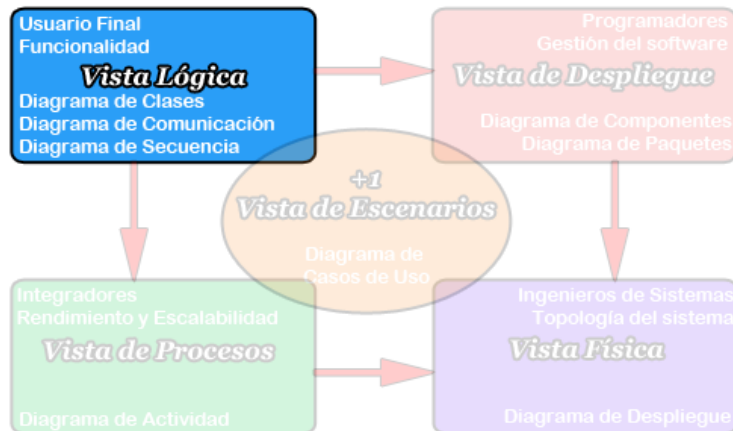 Usuario Final
Funcionalidad
Vista Lógica
Diagrama de Clases
Diagrama de Comunicación
Diagrama de Secuencia
Programadores
Gestión del software
Vista de Despliegue
Diagrama de Componentes
Diagrama de Paquetes
+1
Vista de Escenarios
Diagrama de
Casos de Uso
Integradores
Rendimiento y Escalabilidad
Vista de Procesos
Diagrama de Actividad
Ingenieros de Sistemas
Topología del sistema
Vista Física
Diagrama de Despliegue